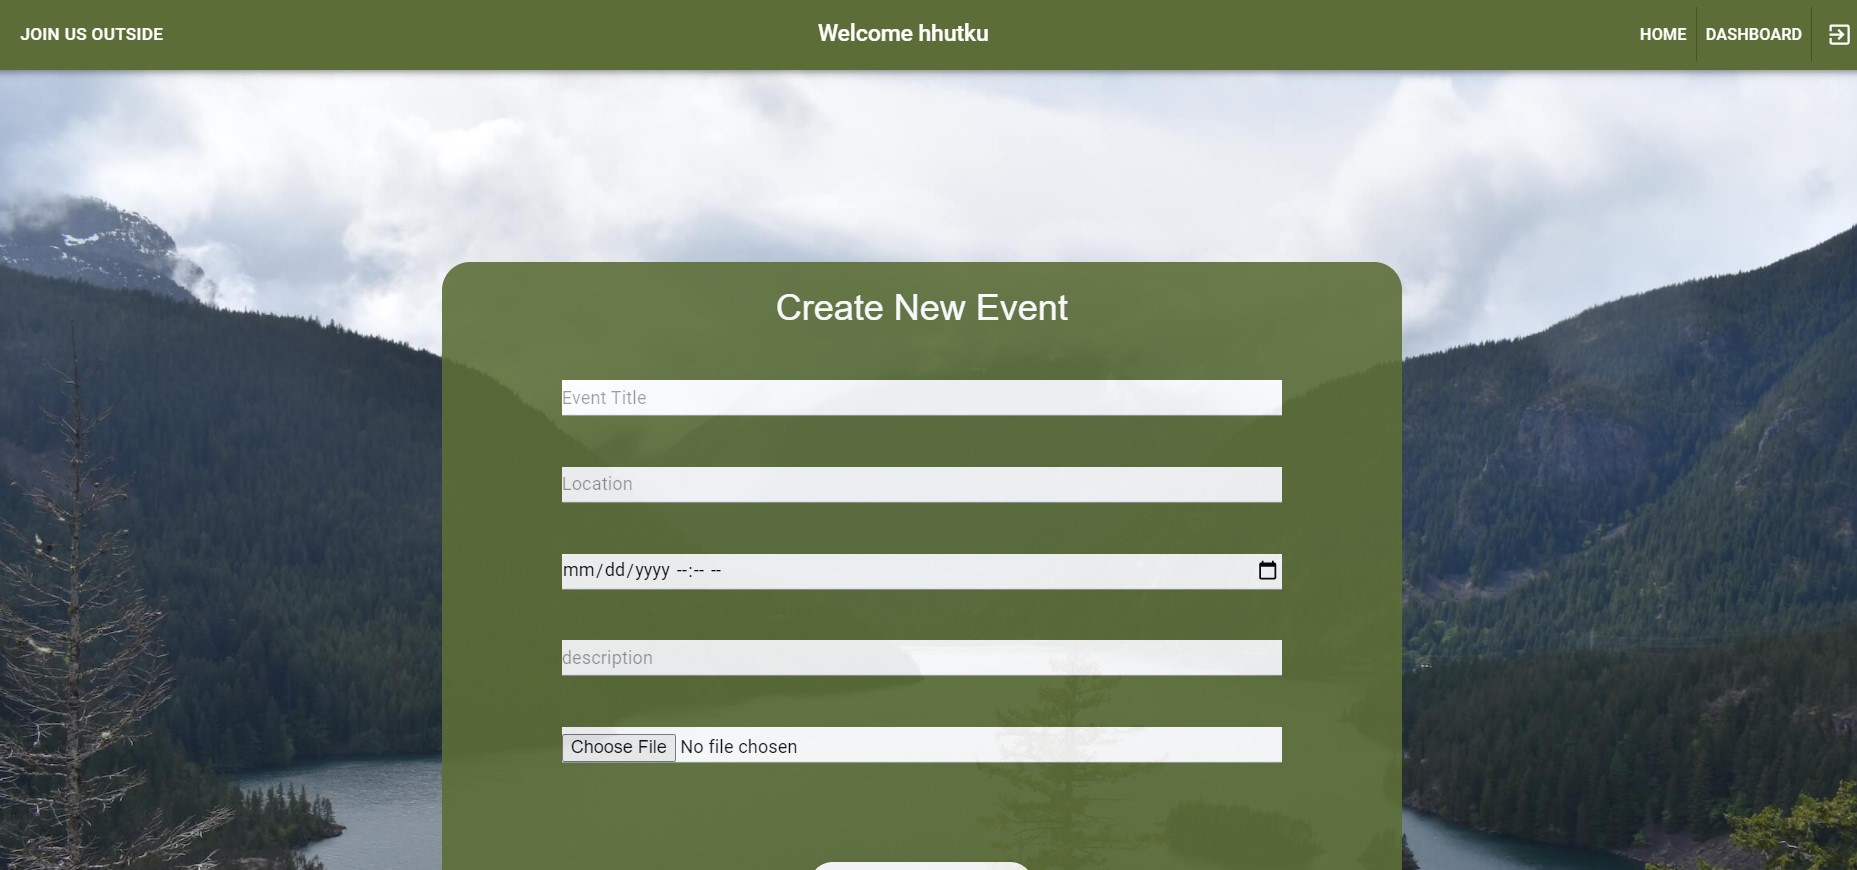 JOIN US OUTSIDE
Welcome hhutku
HOME
DASHBOARD
Create New Event
Event Title
Location
mm/dd/yyyy --:-- --
description
Choose File No file chosen